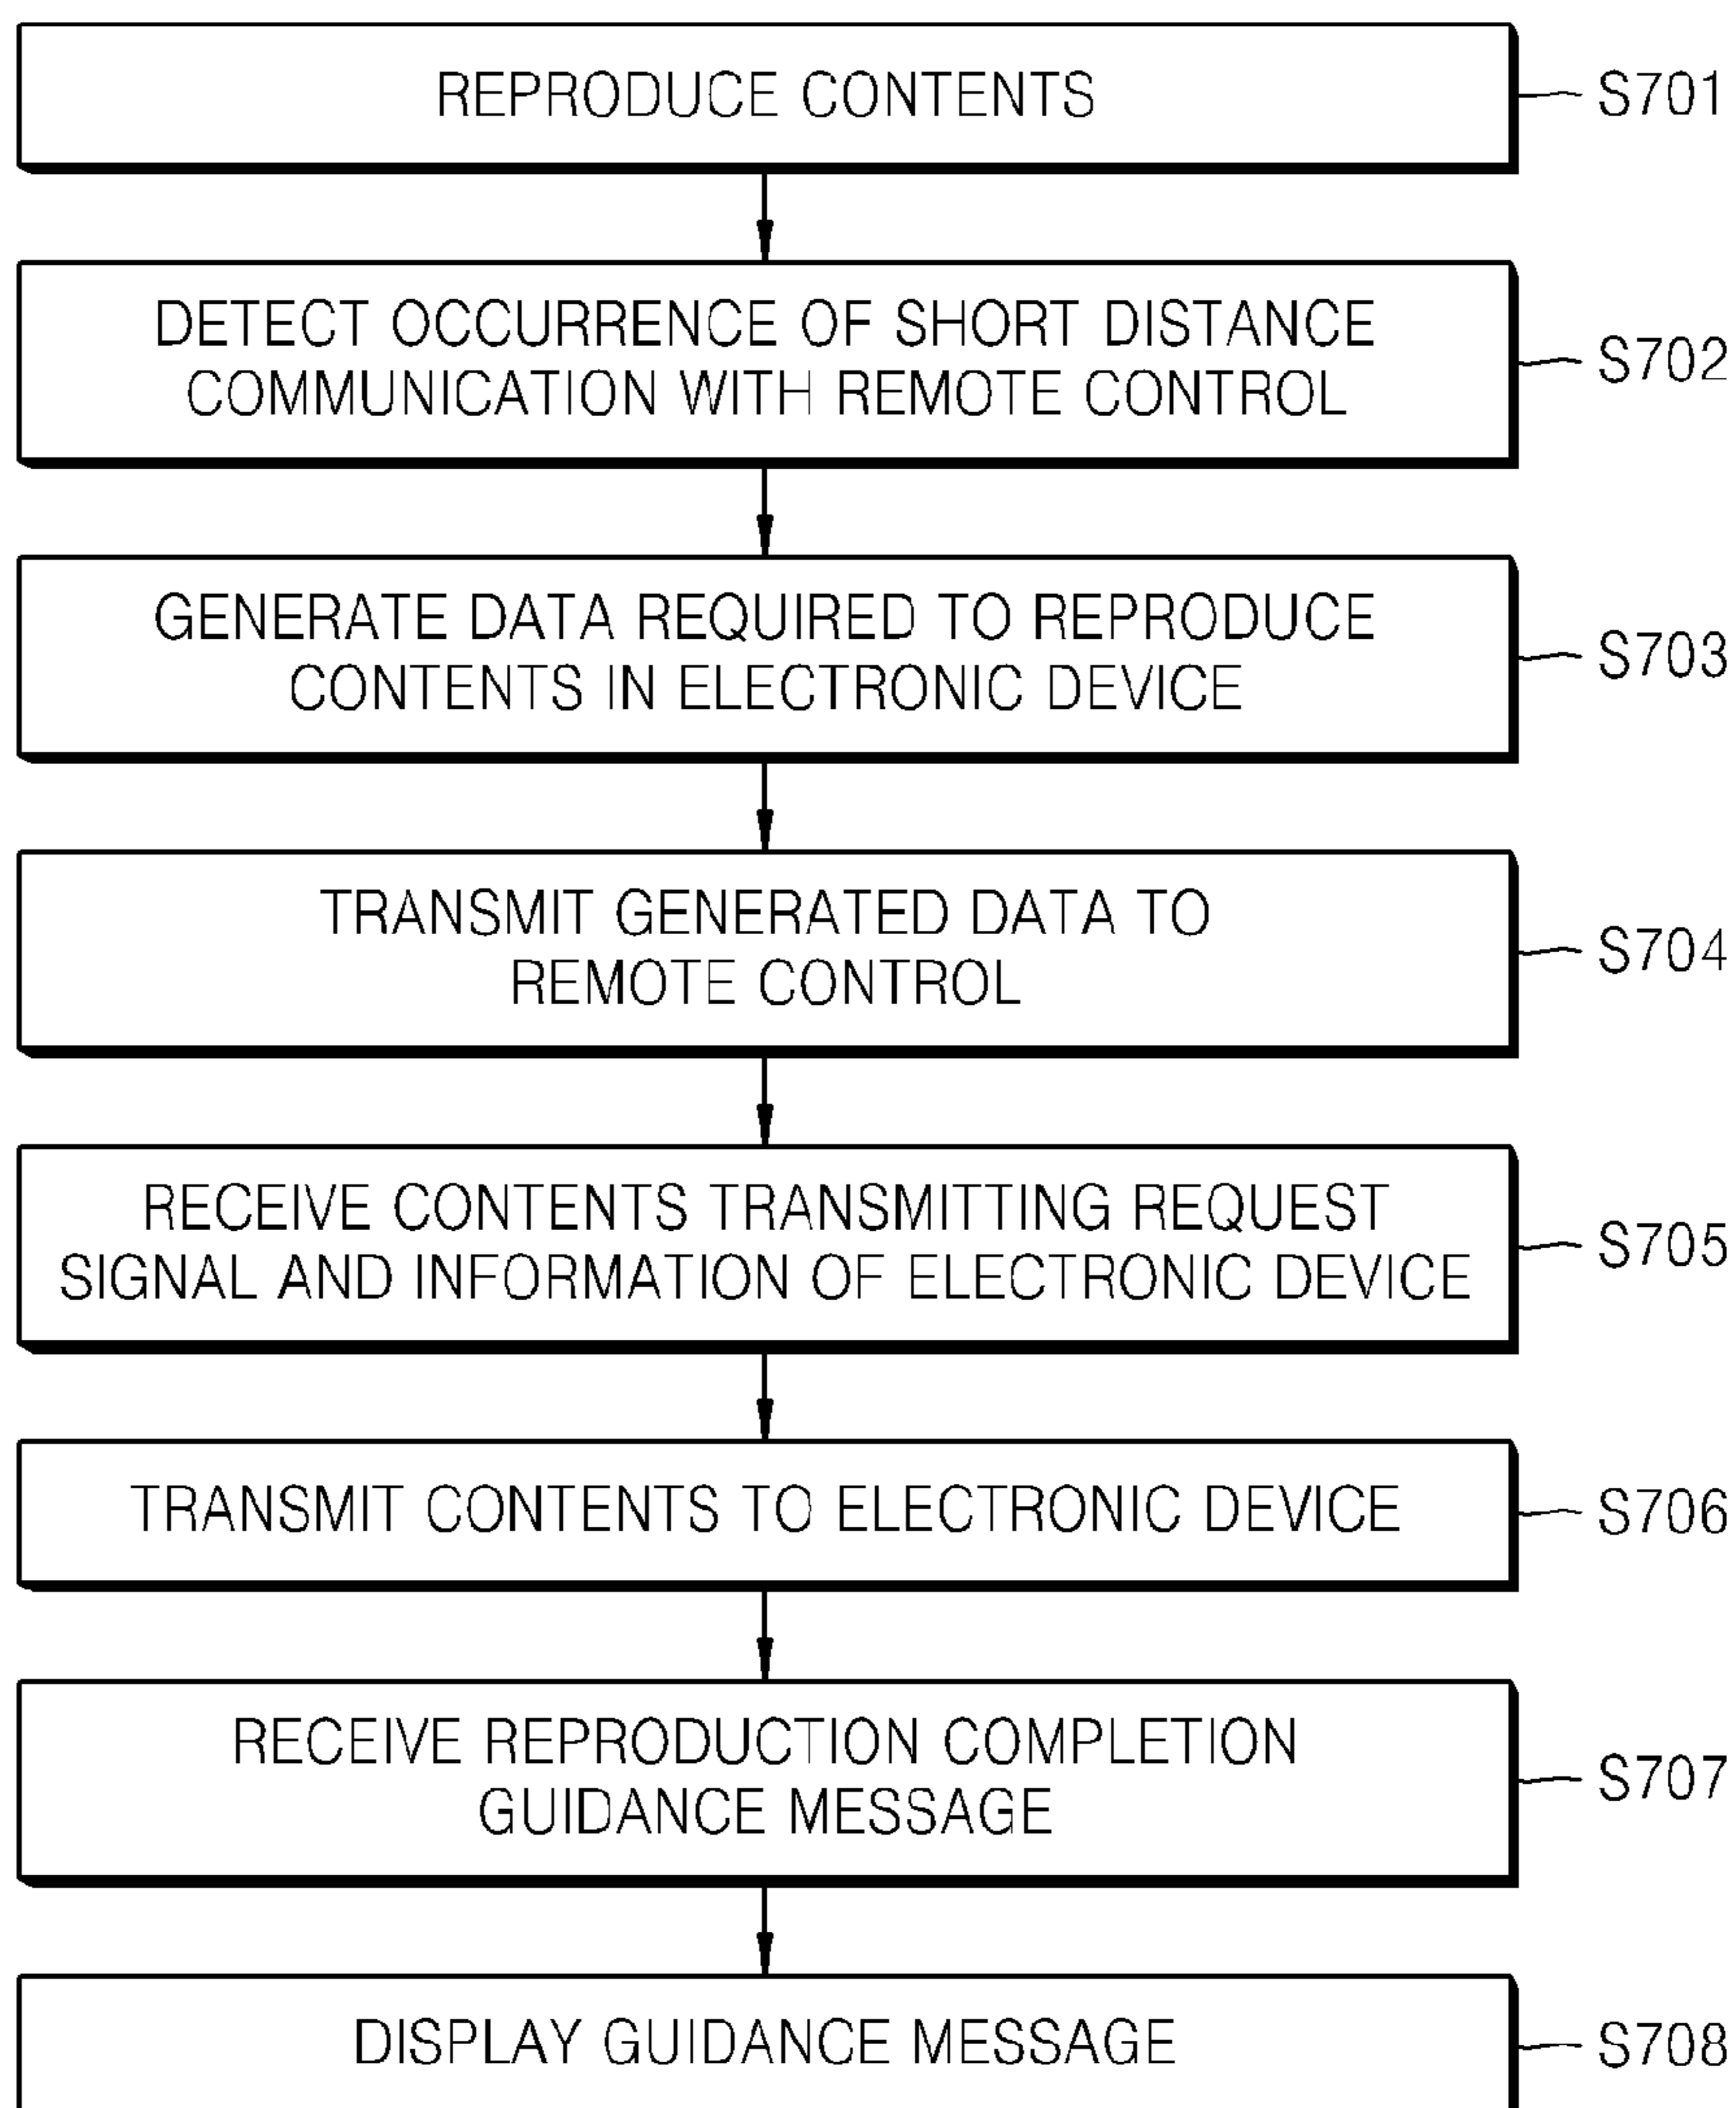 REPRODUCE CONTENTS
S701
DETECT OCCURRENCE OF SHORT DISTANCE
COMMUNICATION WITH REMOTE CONTROL
S702
GENERATE DATA REQUIRED TO REPRODUCE
CONTENTS IN ELECTRONIC DEVICE
S703
TRANSMIT GENERATED DATA TO
REMOTE CONTROL
S704
RECEIVE CONTENTS TRANSMITTING REQUEST
SIGNAL AND INFORMATION OF ELECTRONIC DEVICE
S705
TRANSMIT CONTENTS TO ELECTRONIC DEVICE
S706
RECEIVE REPRODUCTION COMPLETION
GUIDANCE MESSAGE
S707
DISPLAY GUIDANCE MESSAGE
S708